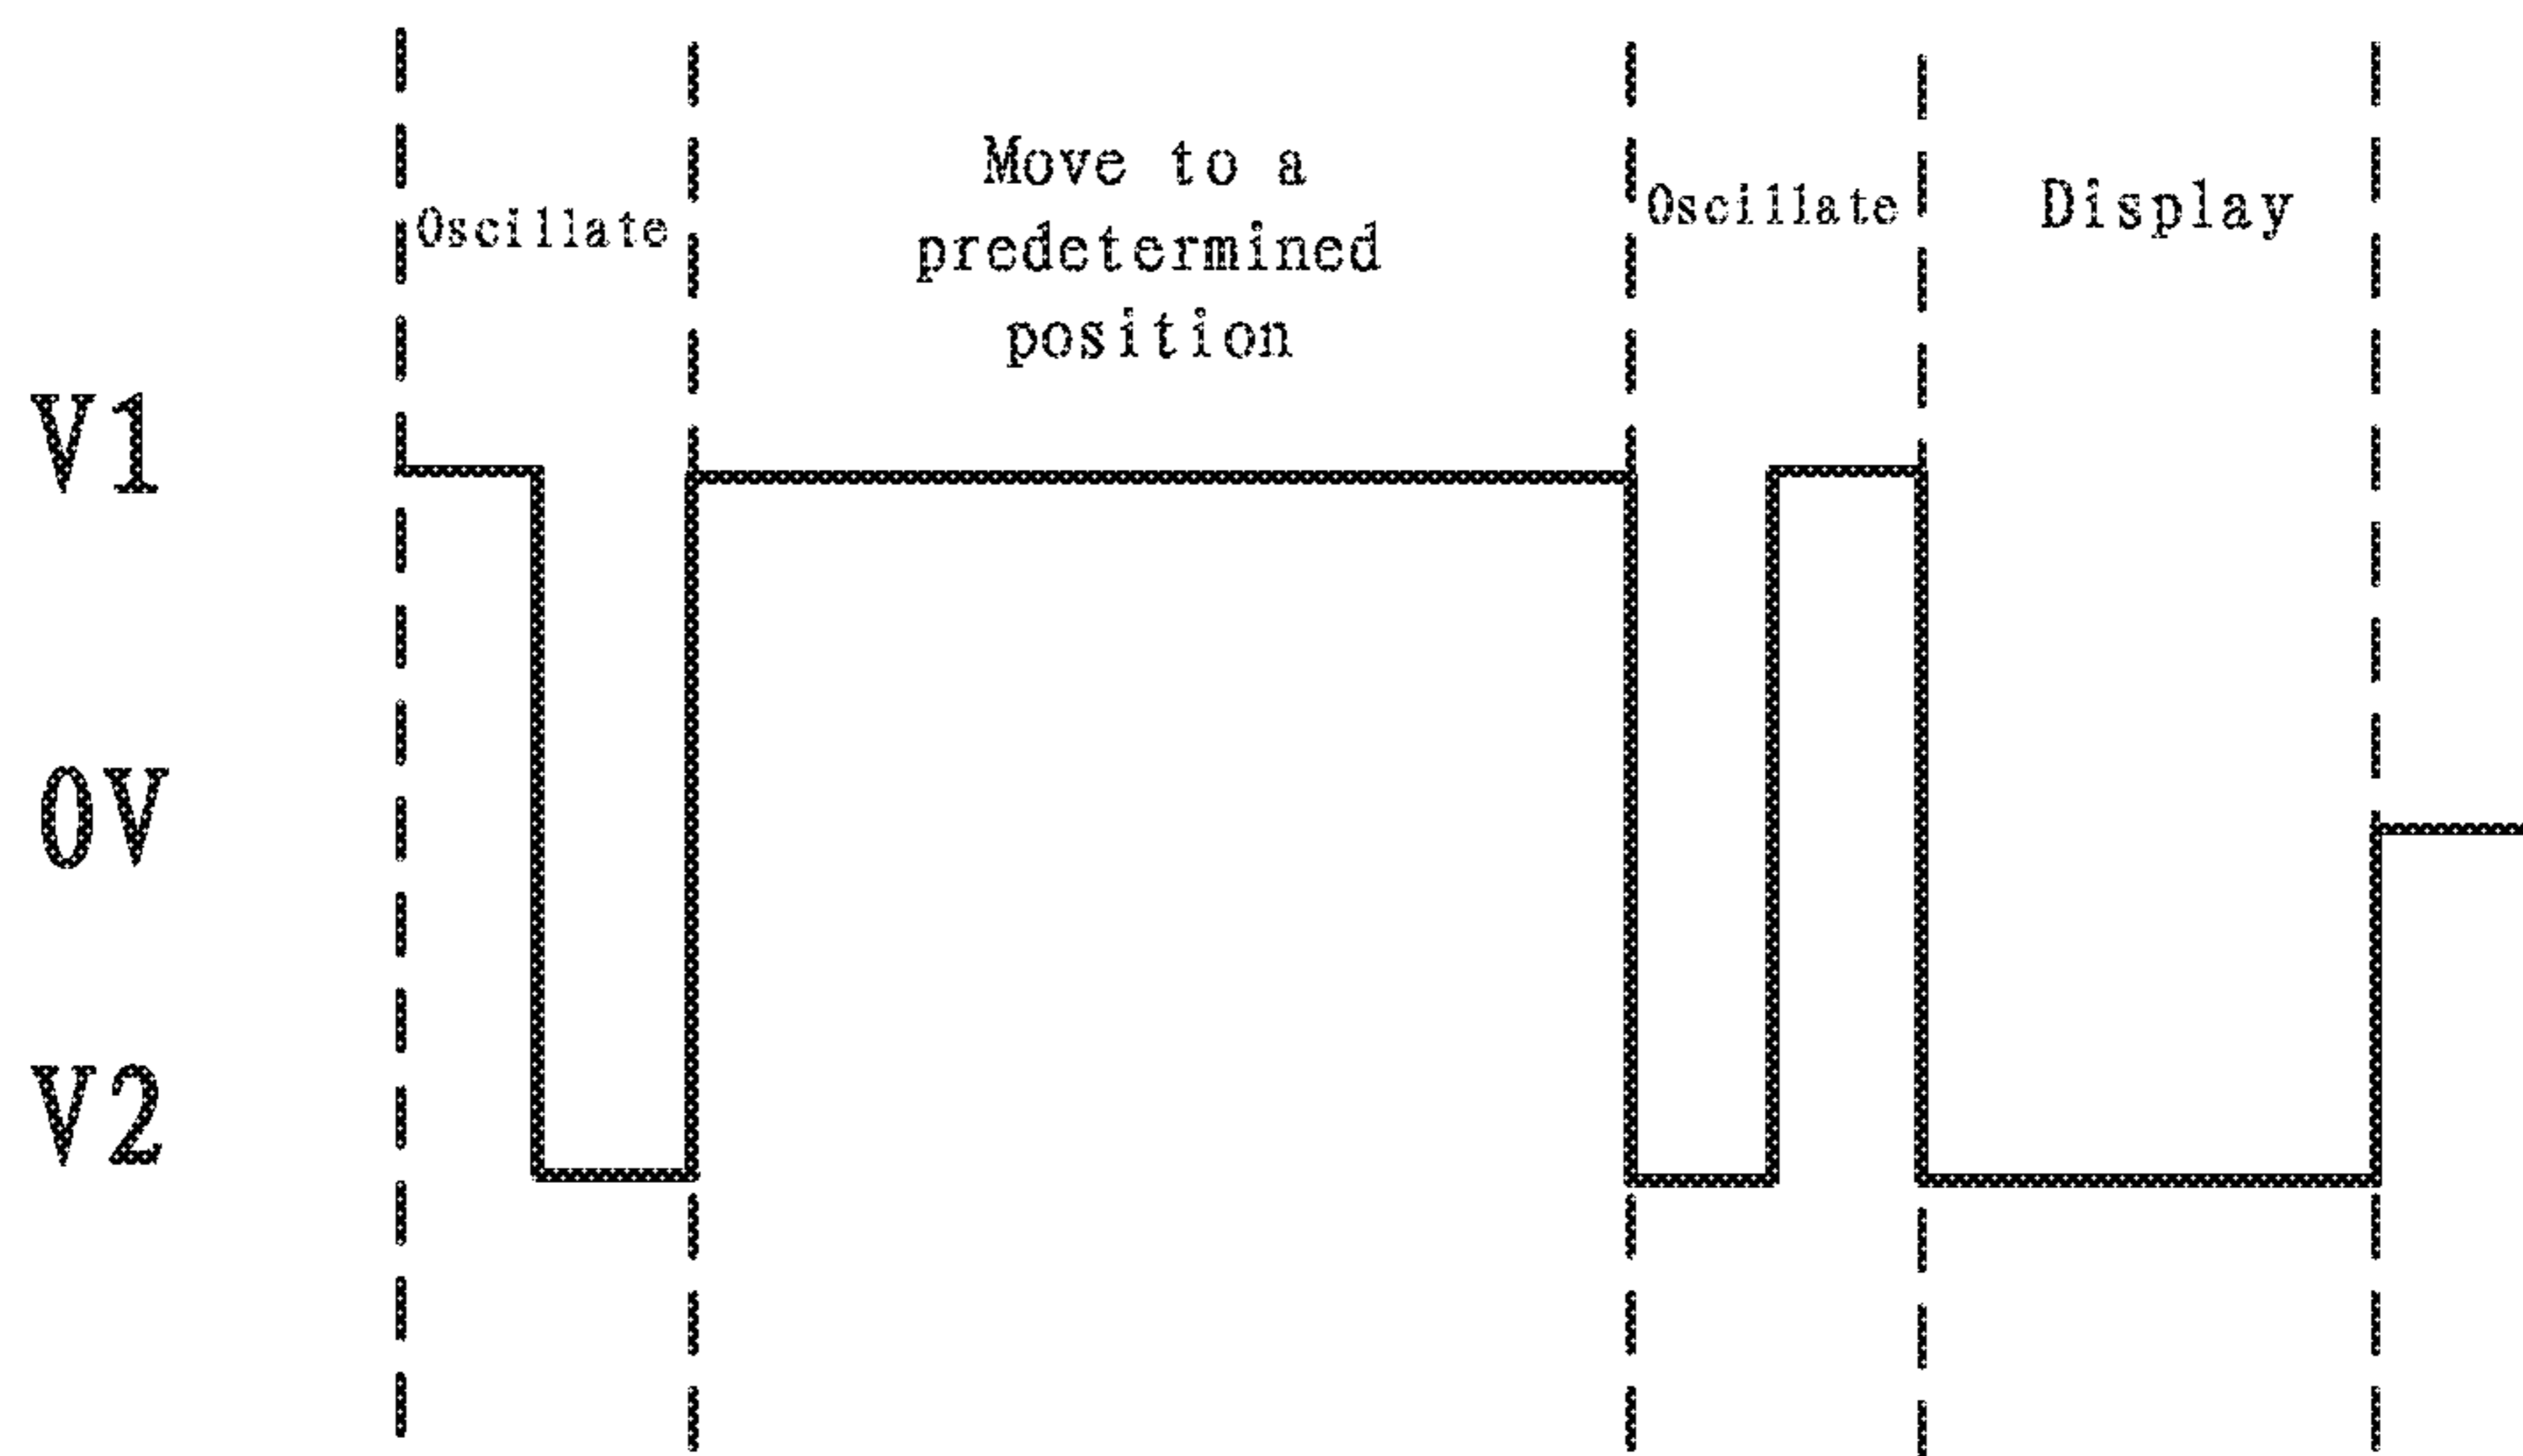 Oscillate
Move to a
predetermined
position
Oscillate
Display
V1
0V
V2